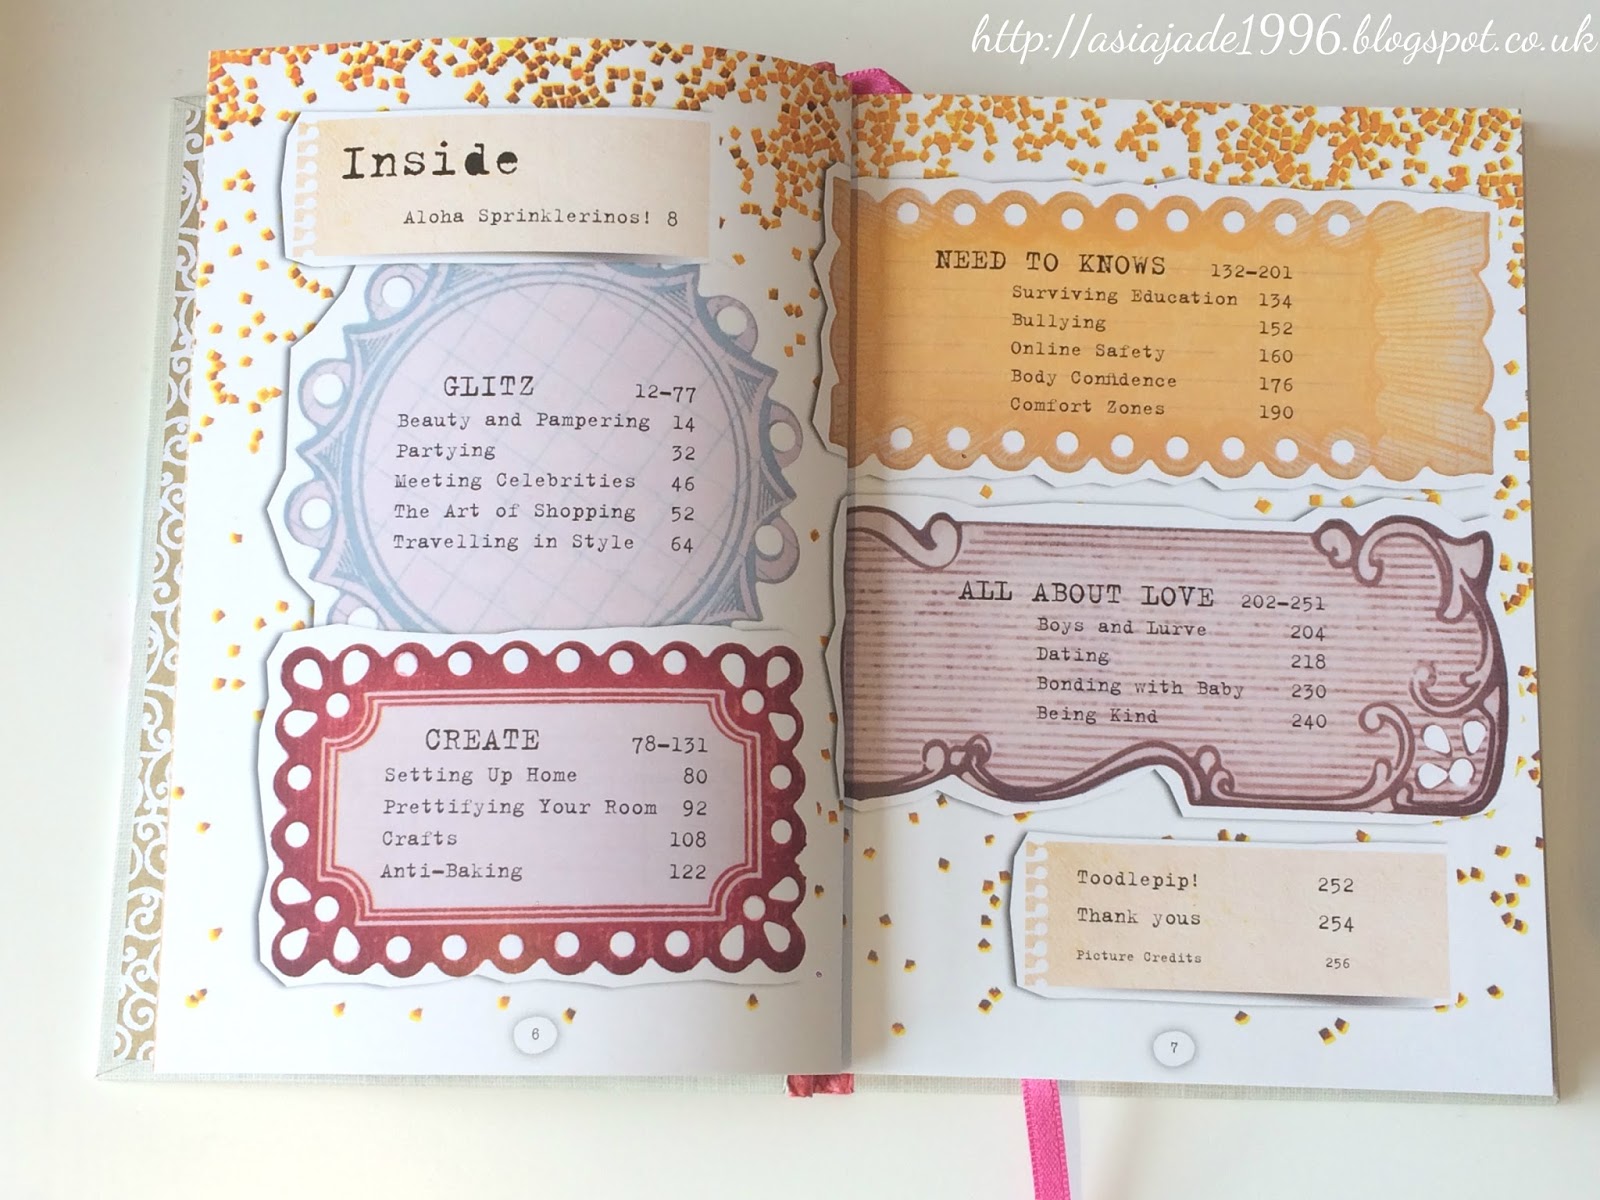 http://asiajade1996.blogspot.co.uk
Inside
Aloha Sprinklerinos! 8
GLITZ 12-77
Beauty and Pampering 14
Partying 32
Meeting Celebrities 46
The Art of Shopping 52
Travelling in Style 64
CREATE 78-131
Setting Up Home 80
Prettifying Your Room 92
Crafts 108
Anti-Baking 122
6
NEED TO KNOWS 132-201
Surviving Education 134
Bullying 152
Online Safety 160
Body Confidence 176
Comfort Zones 190
ALL ABOUT LOVE 202-251
Boys and Lurve 204
Dating 218
Bonding with Baby 230
Being Kind 240
Toodlepip! 252
Thank yous 254
Picture Credits 256
7